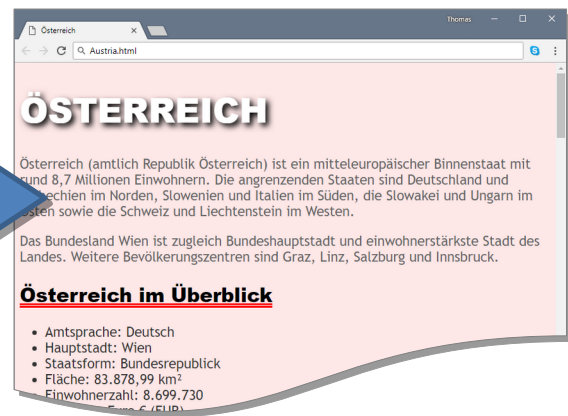 Thomas
Österreich
Austria.html
ÖSTERREICH
Österreich (amtlich Republik Österreich) ist ein mitteleuropäischer Binnenstaat mit
rund 8,7 Millionen Einwohnern. Die angrenzenden Staaten sind Deutschland und
im Norden, Slowenien und Italien im Süden, die Slowakei und Ungarn im
Osten sowie die Schweiz und Liechtenstein im Westen.
Das Bundesland Wien ist zugleich Bundeshauptstadt und einwohnerstärkste Stadt des
Landes. Weitere Bevölkerungszentren sind Graz, Linz, Salzburg und Innsbruck.
Österreich im Überblick
• Amtsprache: Deutsch
• Hauptstadt: Wien
• Staatsform: Bundesrepublick
• Fläche: 83.878,99 km²
• Einwohnerzahl: 8.699.730
Euro € (EUR)